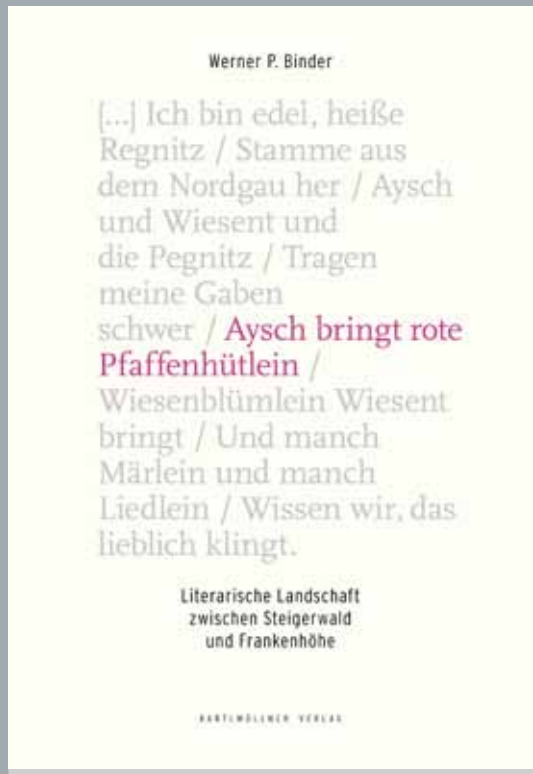 Werner P. Binder
[...] Ich bin edel, heiße
Regnitz / Stamme aus
dem Nordgau her / Aysch
und Wiesent und
die Pegnitz / Tragen
meine Gaben
schwer / Aysch bringt rote
Pfaffenhütlein /
Wiesenblümlein Wiesent
bringt / Und manch
Märlein und manch
Liedlein / Wissen wir, das
lieblich klingt.
Literarische Landschaft
zwischen Steigerwald
und Frankenhöhe
VERLAG